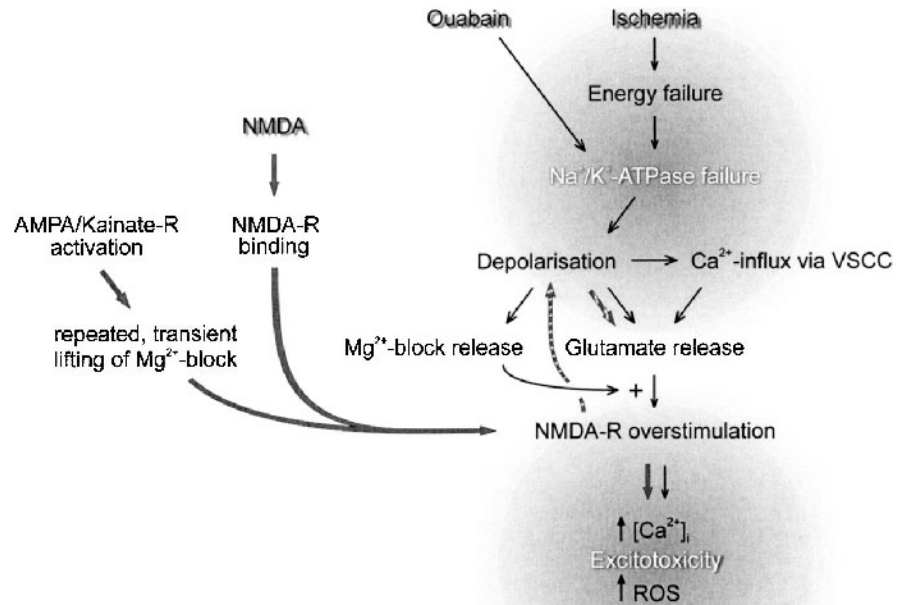 Ouabain
Ischemia
Energy failure
NMDA
Na⁺/K⁺-ATPase failure
AMPA/Kainate-R
activation
NMDA-R
binding
Depolarisation
Ca²⁺-influx via VSCC
repeated, transient
lifting of Mg²⁺-block
Mg²⁺-block release
Glutamate release
+
NMDA-R overstimulation
[Ca²⁺]ᵢ
Excitotoxicity
ROS